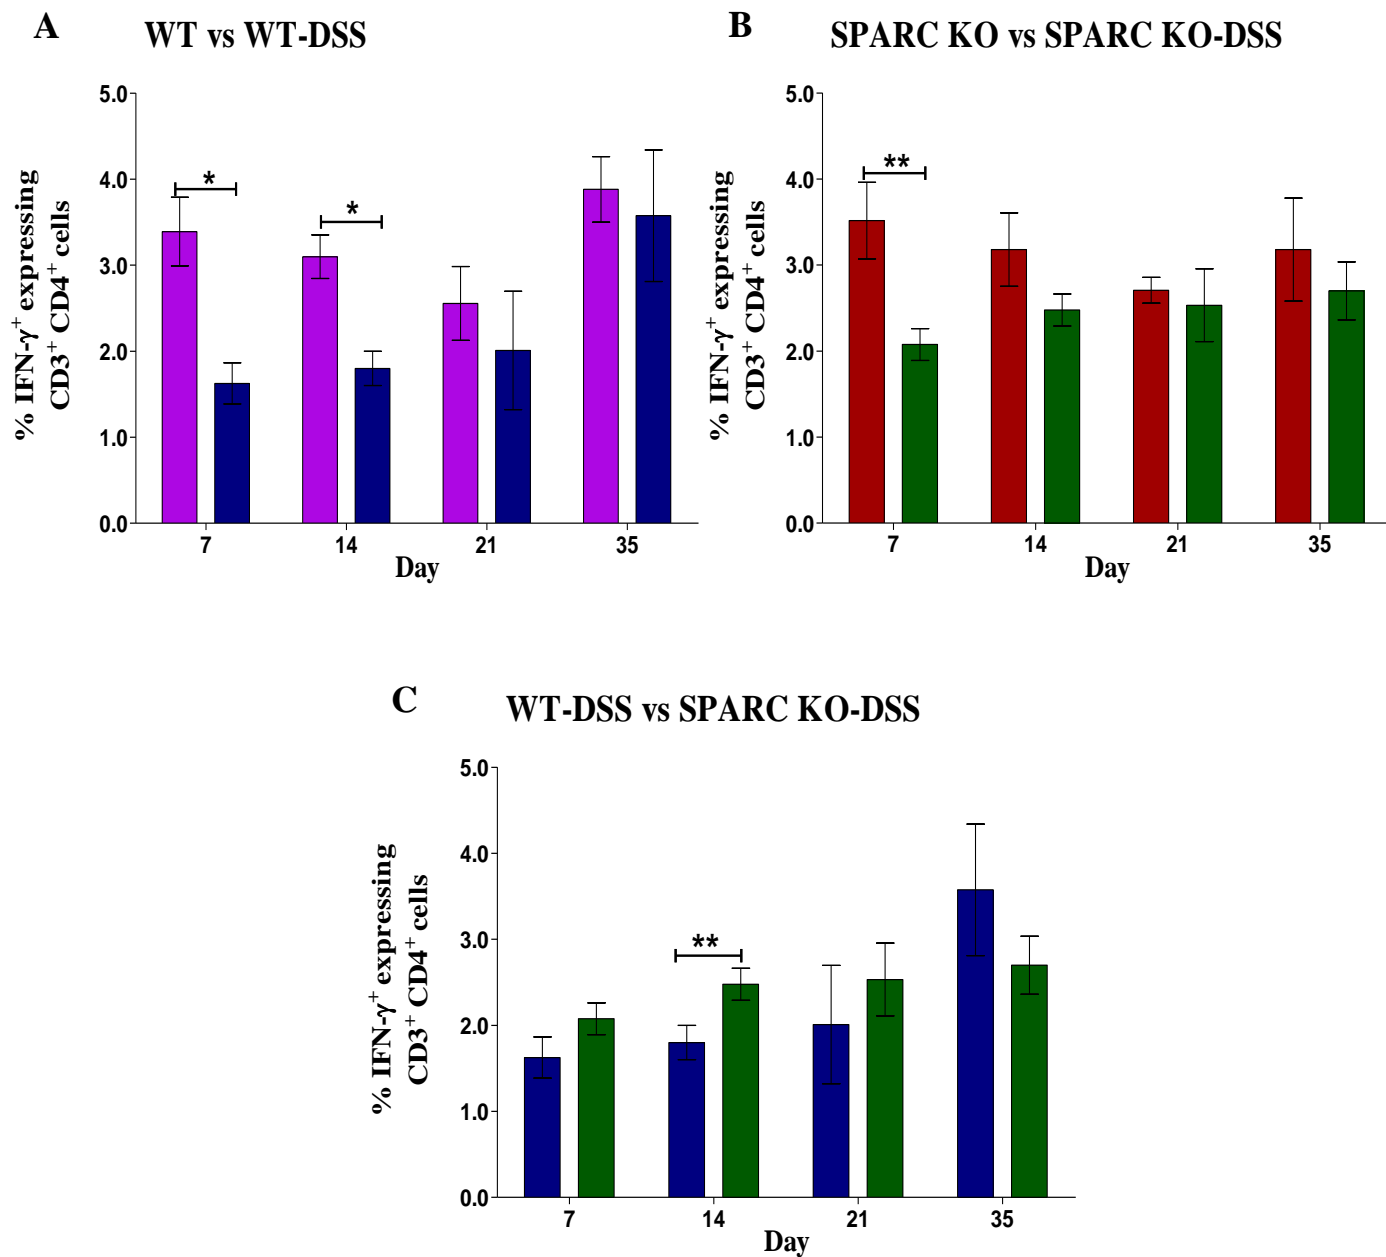 A
WT vs WT-DSS
% IFN-γ⁺ expressing
CD3⁺ CD4⁺ cells
5.0
4.0
3.0
2.0
1.0
0.0
*
*
7 14 21 35
Day
B
SPARC KO vs SPARC KO-DSS
% IFN-γ⁺ expressing
CD3⁺ CD4⁺ cells
5.0
4.0
3.0
2.0
1.0
0.0
**
7 14 21 35
Day
C
WT-DSS vs SPARC KO-DSS
% IFN-γ⁺ expressing
CD3⁺ CD4⁺ cells
5.0
4.0
3.0
2.0
1.0
0.0
**
7 14 21 35
Day